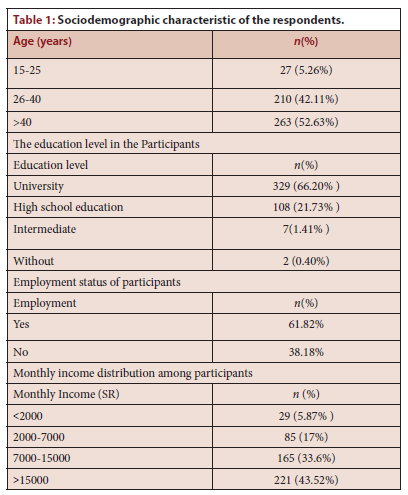 Table 1: Sociodemographic characteristic of the respondents.
Age (years) n(%)
15-25 27 (5.26%)
26-40 210 (42.11%)
>40 263 (52.63%)
The education level in the Participants
Education level n(%)
University 329 (66.20% )
High school education 108 (21.73% )
Intermediate 7(1.41% )
Without 2 (0.40%)
Employment status of participants
Employment n(%)
Yes 61.82%
No 38.18%
Monthly income distribution among participants
Monthly Income (SR) n (%)
<2000 29 (5.87% )
2000-7000 85 (17%)
7000-15000 165 (33.6%)
>15000 221 (43.52%)